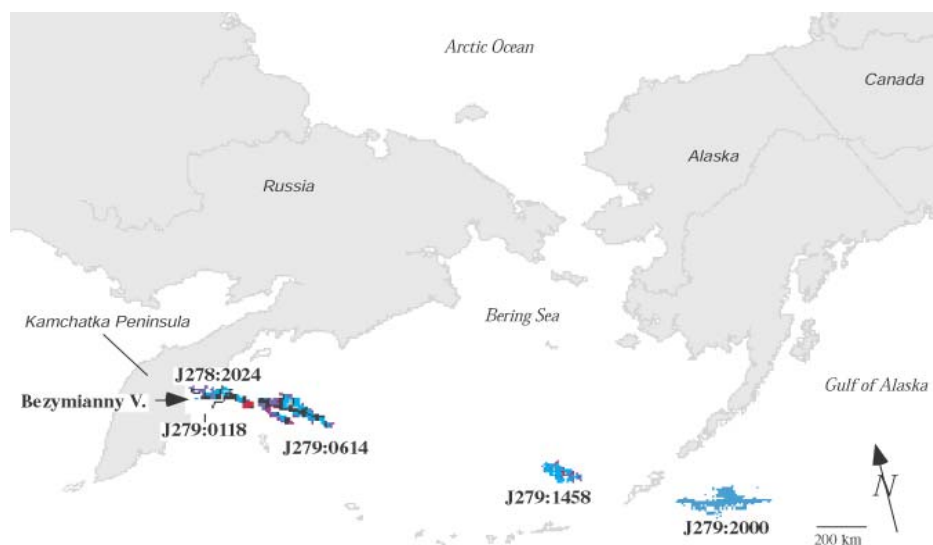 Arctic Ocean
Canada
Alaska
Russia
Bering Sea
Kamchatka Peninsula
J278:2024
Bezymianny V.
Gulf of Alaska
J279:0118
J279:0614
J279:1458
N
J279:2000
200 km